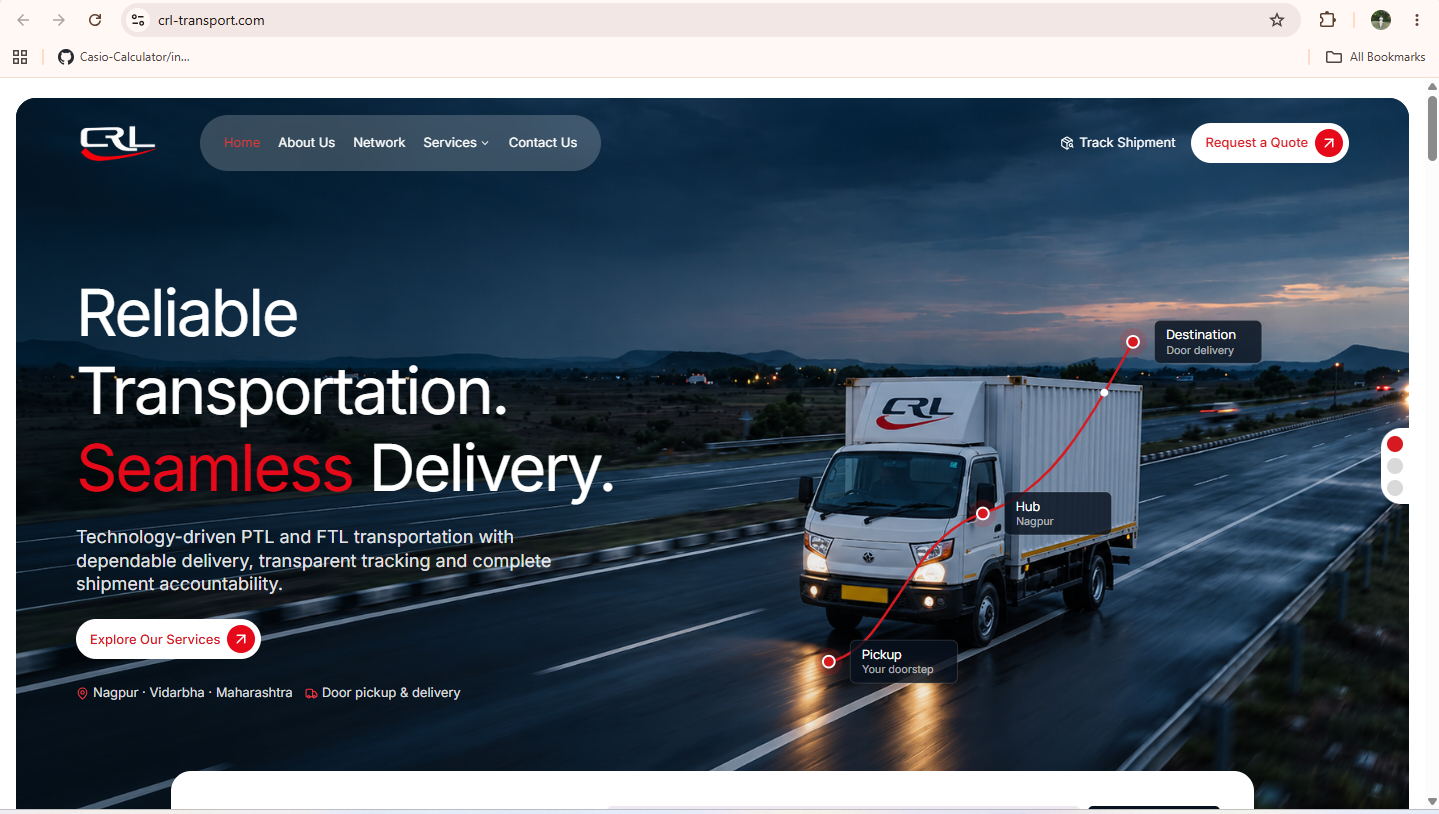 crl-transport.com
Casio-Calculator/in...
All Bookmarks
CRL
Home
About Us
Network
Services
Contact Us
Track Shipment
Request a Quote
Reliable
Transportation.
Seamless Delivery.
Technology-driven PTL and FTL transportation with
dependable delivery, transparent tracking and complete
shipment accountability.
Explore Our Services
Nagpur · Vidarbha · Maharashtra
Door pickup & delivery
Destination
Door delivery
CRL
Hub
Nagpur
Pickup
Your doorstep